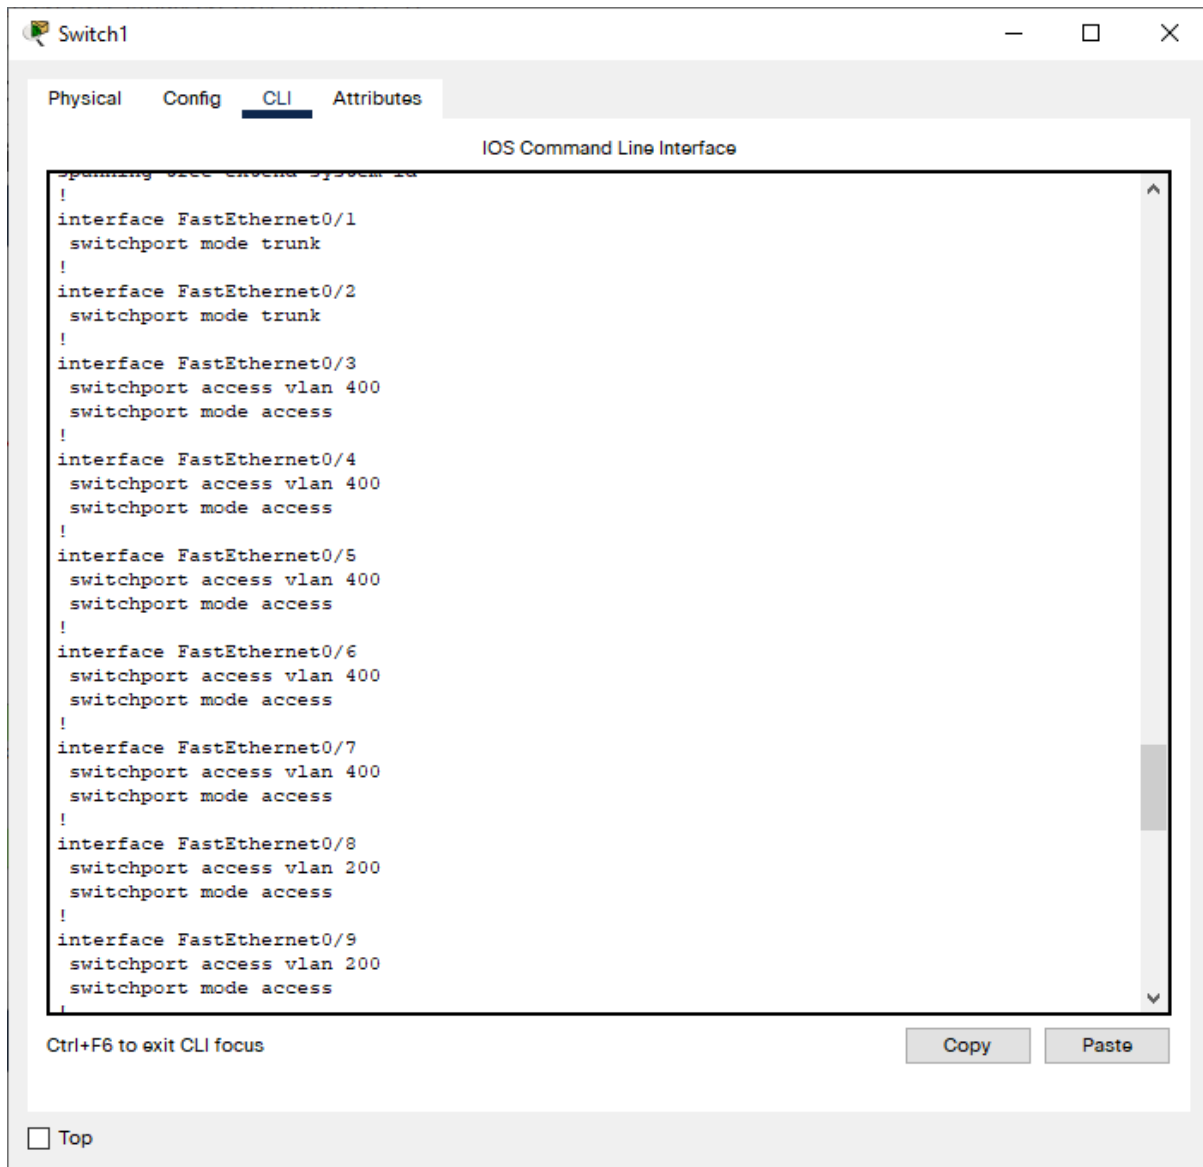 Switch1
Physical Config CLI Attributes
IOS Command Line Interface
spanning-tree extend system-id
!
interface FastEthernet0/1
 switchport mode trunk
!
interface FastEthernet0/2
 switchport mode trunk
!
interface FastEthernet0/3
 switchport access vlan 400
 switchport mode access
!
interface FastEthernet0/4
 switchport access vlan 400
 switchport mode access
!
interface FastEthernet0/5
 switchport access vlan 400
 switchport mode access
!
interface FastEthernet0/6
 switchport access vlan 400
 switchport mode access
!
interface FastEthernet0/7
 switchport access vlan 400
 switchport mode access
!
interface FastEthernet0/8
 switchport access vlan 200
 switchport mode access
!
interface FastEthernet0/9
 switchport access vlan 200
 switchport mode access
!
Ctrl+F6 to exit CLI focus
Copy Paste
Top